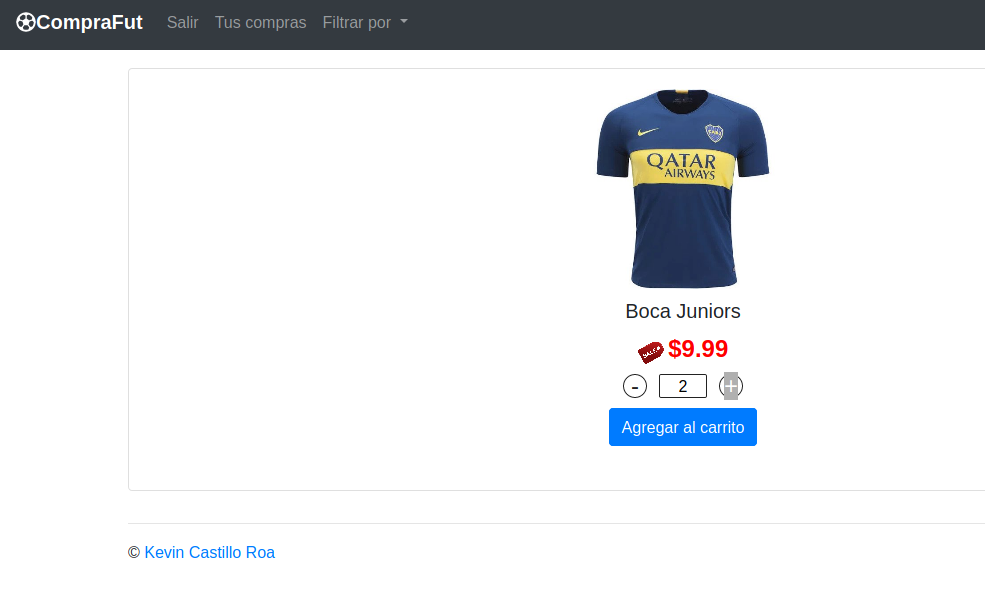 CompraFut Salir Tus compras Filtrar por
QATAR
AIRWAYS
Boca Juniors
SALE $9.99
- 2 +
Agregar al carrito
© Kevin Castillo Roa